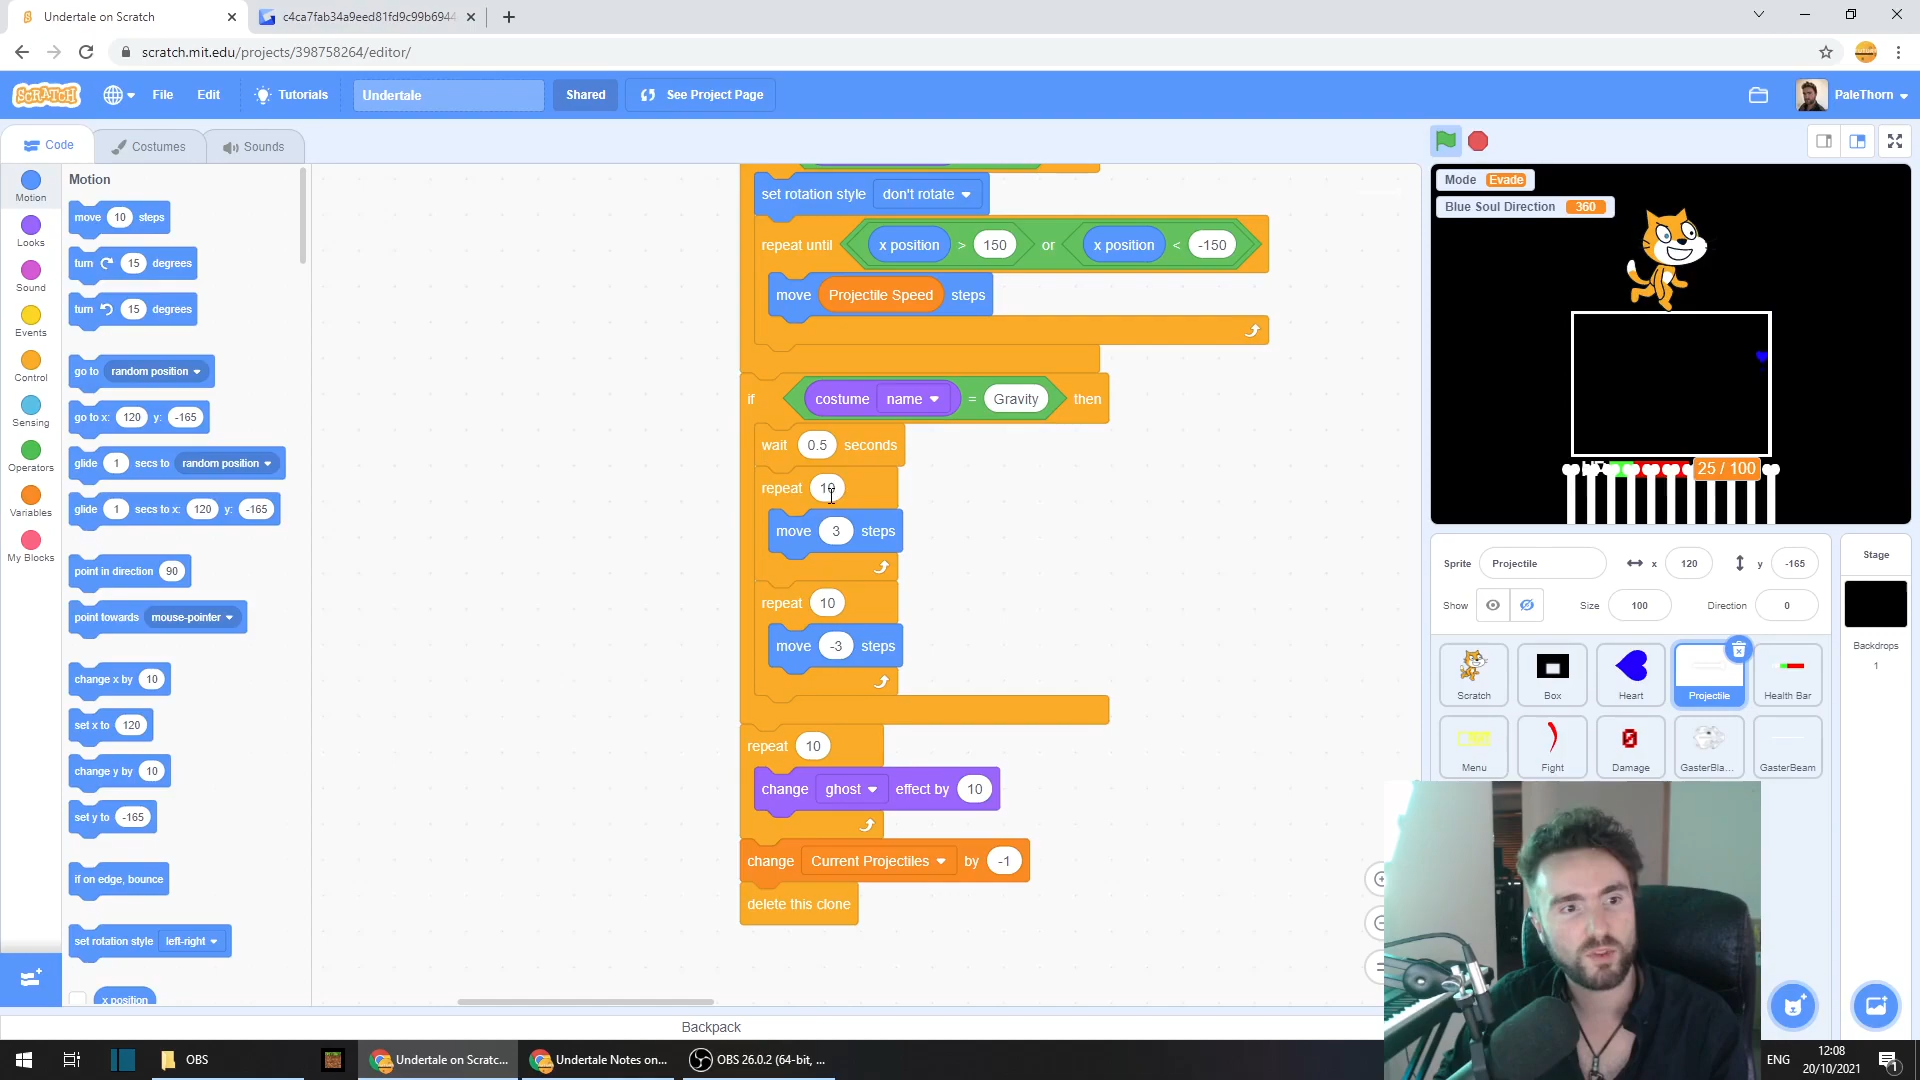 Undertale on Scratch
c4ca7fab34a9eed81fd9c99b6944
scratch.mit.edu/projects/398758264/editor/
SCRATCH
File
Edit
Tutorials
Undertale
Shared
See Project Page
PaleThorn
Code
Costumes
Sounds
Motion
Looks
Sound
Events
Control
Sensing
Operators
Variables
My Blocks
Motion
move 10 steps
turn 15 degrees
turn 15 degrees
go to random position
go to x: 120 y: -165
glide 1 secs to random position
glide 1 secs to x: 120 y: -165
point in direction 90
point towards mouse-pointer
change x by 10
set x to 120
change y by 10
set y to -165
if on edge, bounce
set rotation style left-right
x position
set rotation style don't rotate
repeat until x position > 150 or x position < -150
move Projectile Speed steps
if costume name = Gravity then
wait 0.5 seconds
repeat 10
move 3 steps
repeat 10
move -3 steps
repeat 10
change ghost effect by 10
change Current Projectiles by -1
delete this clone
Backpack
Mode Evade
Blue Soul Direction 360
25 / 100
Sprite Projectile x 120 y -165
Show Size 100 Direction 0
Scratch
Box
Heart
Projectile
Health Bar
Menu
Fight
Damage
GasterBla...
GasterBeam
Stage
Backdrops
1
OBS
Undertale on Scratc...
Undertale Notes on...
OBS 26.0.2 (64-bit, ...
ENG
12:08
20/10/2021
1